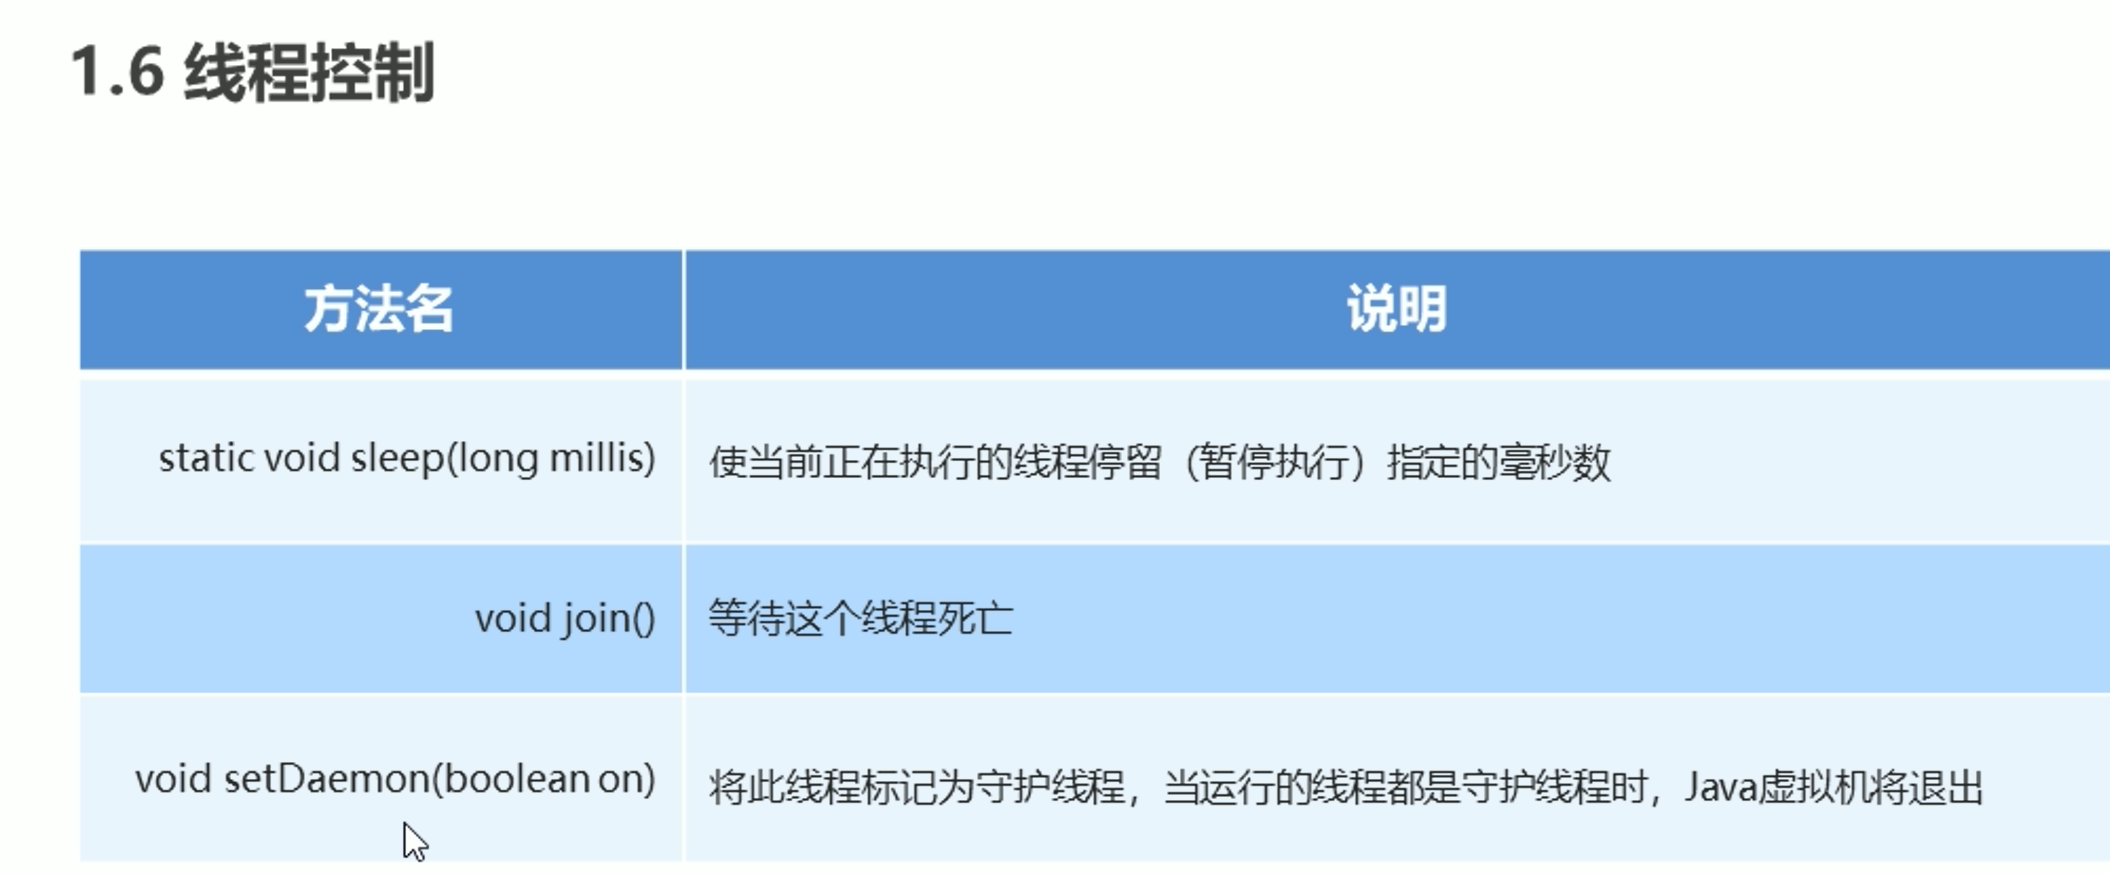 1.6 线程控制
方法名
说明
static void sleep(long millis)
使当前正在执行的线程停留（暂停执行）指定的毫秒数
void join()
等待这个线程死亡
void setDaemon(boolean on)
将此线程标记为守护线程，当运行的线程都是守护线程时，Java虚拟机将退出